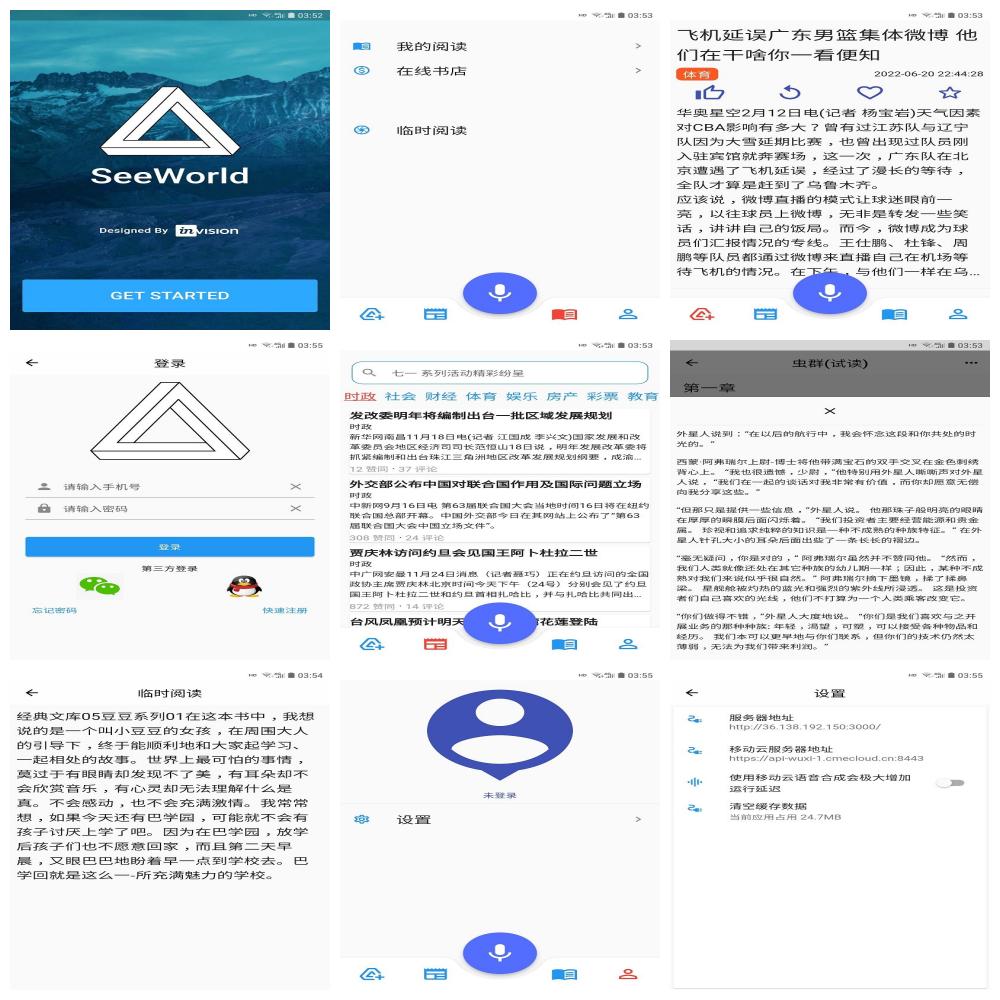 HD 03:52
SeeWorld
Designed By inVISION
GET STARTED
HD 03:53
我的阅读 >
在线书店 >
临时阅读
HD 03:53
飞机延误广东男篮集体微博 他
们在干啥你一看便知
体育
2022-06-20 22:44:28
华奥星空2月12日电(记者 杨宝岩)天气因素
对CBA影响有多大？曾有过江苏队与辽宁
队因为大雪延期比赛，也曾出现过队员刚
入驻宾馆就奔赛场，这一次，广东队在北
京遭遇了飞机延误，经过了漫长的等待，
全队才算是赶到了乌鲁木齐。
应该说，微博直播的模式让球迷眼前一
亮，以往球员上微博，无非是转发一些笑
话，讲讲自己的饭局。而今，微博成为球
员们汇报情况的专线。王仕鹏、杜锋、周
鹏等队员都通过微博来直播自己在机场等
待飞机的情况。在下午，与他们一样在乌...
HD 03:55
登录
请输入手机号
请输入密码
登录
第三方登录
忘记密码 快速注册
HD 03:53
七一 系列活动精彩纷呈
时政 社会 财经 体育 娱乐 房产 彩票 教育
发改委明年将编制出台一批区域发展规划
时政
新华网南昌11月18日电(记者 江国成 李兴文)国家发展和改
革委员会地区经济司司长范恒山18日说，明年发展改革委将
抓紧编制和出台珠江三角洲地区改革发展规划纲要，成渝...
12 赞同 · 37 评论
外交部公布中国对联合国作用及国际问题立场
时政
中新网9月16日电 第63届联合国大会当地时间16日将在纽约
联合国总部开幕。中国外交部今日在其网站上公布了“第63
届联合国大会中国立场文件”。
308 赞同 · 24 评论
贾庆林访问约旦会见国王阿卜杜拉二世
时政
中广网安曼11月24日消息（记者聂巧）正在约旦访问的全国
政协主席贾庆林北京时间今天下午（24号）分别会见了约旦
国王阿卜杜拉二世和约旦首相扎哈比，并与扎哈比共同出...
872 赞同 · 14 评论
台风凤凰预计明天 花莲登陆
HD 03:53
虫群(试读)
第一章
外星人说到：“在以后的航行中，我会怀念这段和你共处的时
光的。”
西蒙·阿弗瑞尔上尉-博士将他带满宝石的双手交叉在金色刺绣
背心上。“我也很遗憾，少尉，”他特别用外星人嘶嘶声对外星
人说，“我们在一起的谈话对我非常有价值，而你却愿意无偿
向我分享这些。”
“但那只是提供一些信息，”外星人说。 他那珠子般明亮的眼睛
在厚厚的瞬膜后面闪烁着。 “我们投资者主要经营能源和贵金
属。 珍视和追求纯粹的知识是一种不成熟的种族特征。” 在外
星人针孔大小的耳朵后面出些了一条长长的褶边。
“毫无疑问，你是对的，” 阿弗瑞尔虽然并不赞同他。 “然而，
我们人类就像还处在其它种族的幼儿期一样；因此，某种不成
熟对我们来说似乎很自然。” 阿弗瑞尔摘下墨镜，揉了揉鼻
梁。 星舰舱被灼热的蓝光和强烈的紫外线所浸透。 这是投资
者们自己喜欢的光线，他们不打算为一个人类乘客改变它。
“你们做得不错，”外星人大度地说。 “你们是我们喜欢与之开
展业务的那种种族: 年轻，渴望，可塑，可以接受各种物品和
经历。 我们本可以更早地与你们联系，但你们的技术仍然太
薄弱，无法为我们带来利润。”
HD 03:54
临时阅读
经典文库05豆豆系列01在这本书中，我想
说的是一个叫小豆豆的女孩，在周围大人
的引导下，终于能顺利地和大家起学习、
一起相处的故事。世界上最可怕的事情，
莫过于有眼睛却发现不了美，有耳朵却不
会欣赏音乐，有心灵却无法理解什么是
真。不会感动，也不会充满激情。我常常
想，如果今天还有巴学园，可能就不会有
孩子讨厌上学了吧。因为在巴学园，放学
后孩子们也不愿意回家，而且第二天早
晨，又眼巴巴地盼着早一点到学校去。巴
学回就是这么一-所充满魅力的学校。
HD 03:55
未登录
设置 >
HD 03:55
设置
服务器地址
http://36.138.192.150:3000/
移动云服务器地址
https://api-wuxi-1.cmecloud.cn:8443
使用移动云语音合成会极大增加
运行延迟
清空缓存数据
当前应用占用 24.7MB